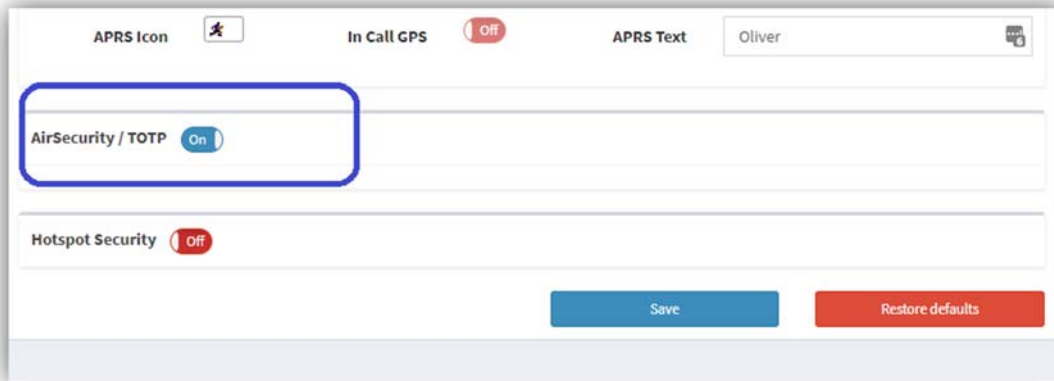 APRS Icon In Call GPS Off APRS Text Oliver
AirSecurity / TOTP On
Hotspot Security Off
Save Restore defaults